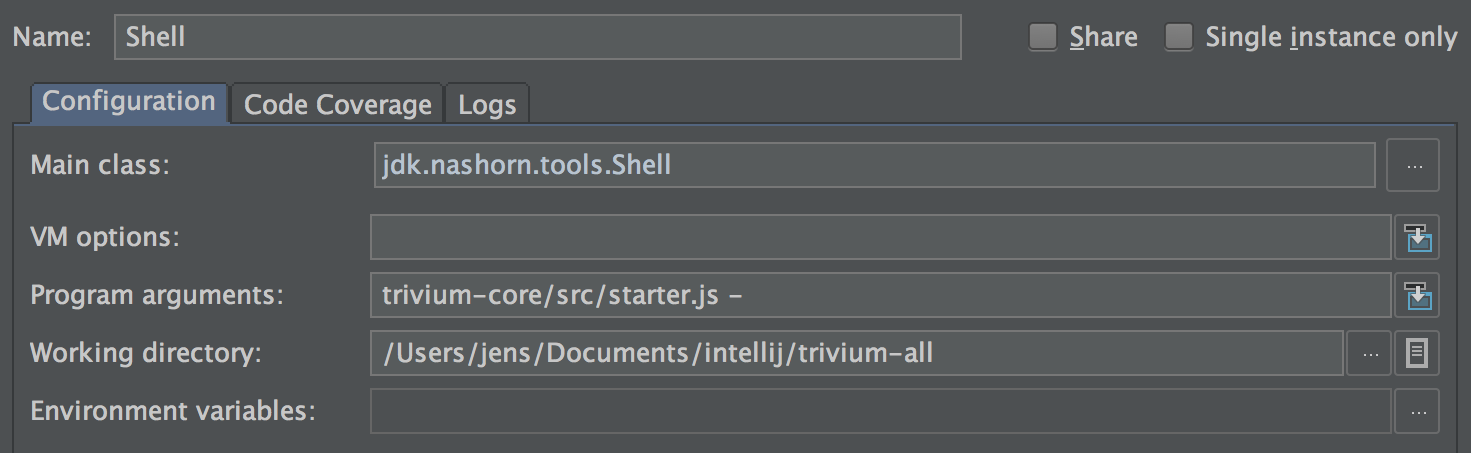 Name: Shell Share Single instance only
Configuration Code Coverage Logs
Main class: jdk.nashorn.tools.Shell ...
VM options:
Program arguments: trivium-core/src/starter.js -
Working directory: /Users/jens/Documents/intellij/trivium-all ...
Environment variables: ...